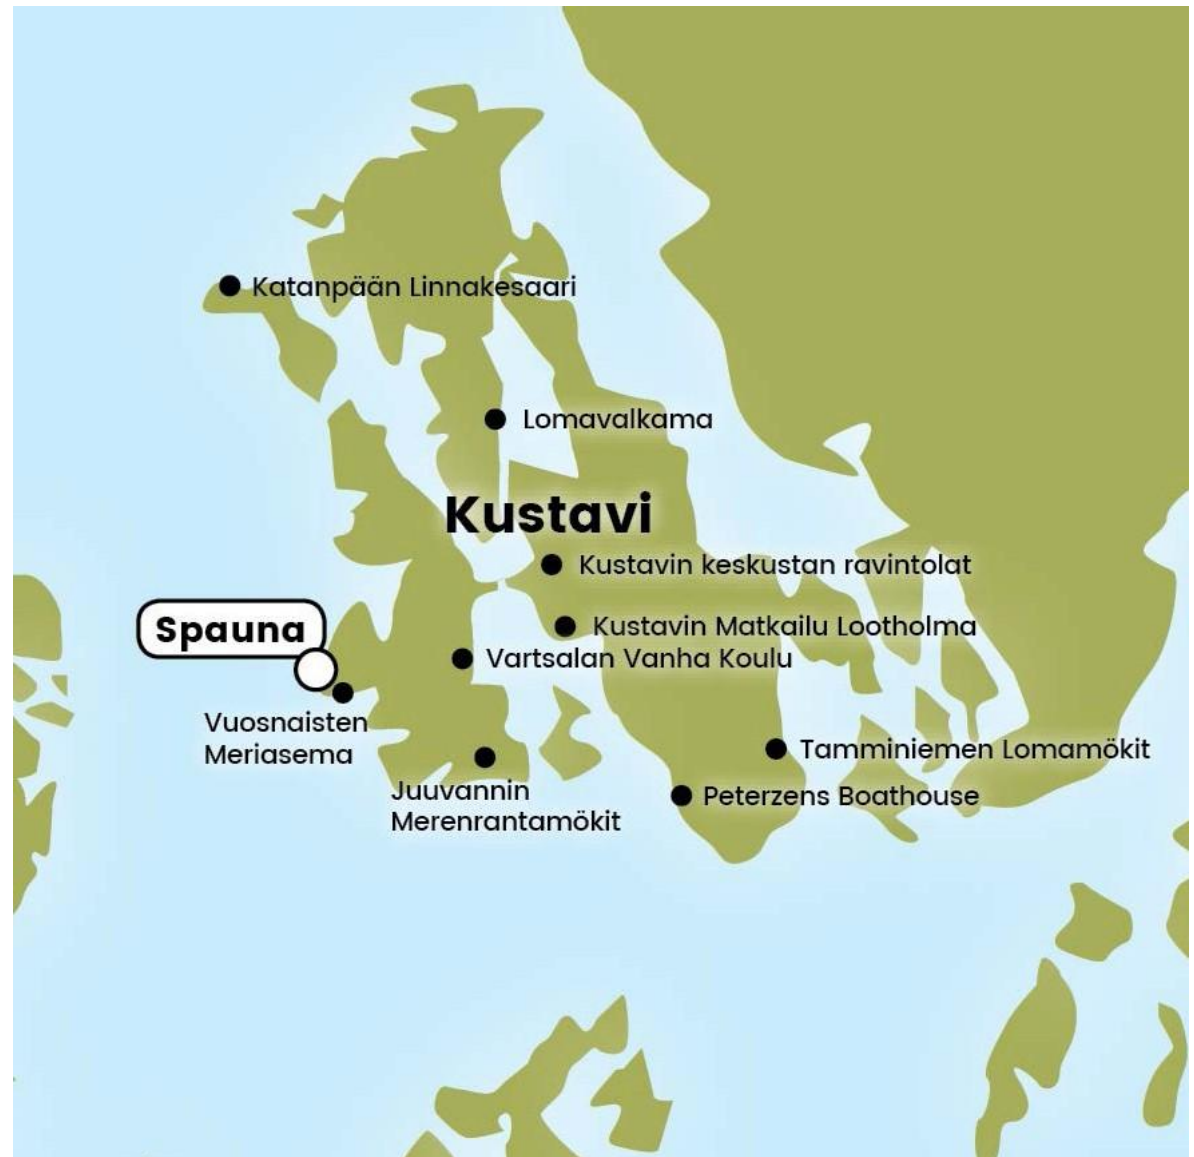 Katanpään Linnakesaari
Lomavalkama
Kustavi
Kustavin keskustan ravintolat
Spauna
Kustavin Matkailu Lootholma
Vartsalan Vanha Koulu
Vuosnaisten
Meriasema
Tamminiemen Lomamökit
Juuvannin
Merenrantamökit
Peterzens Boathouse